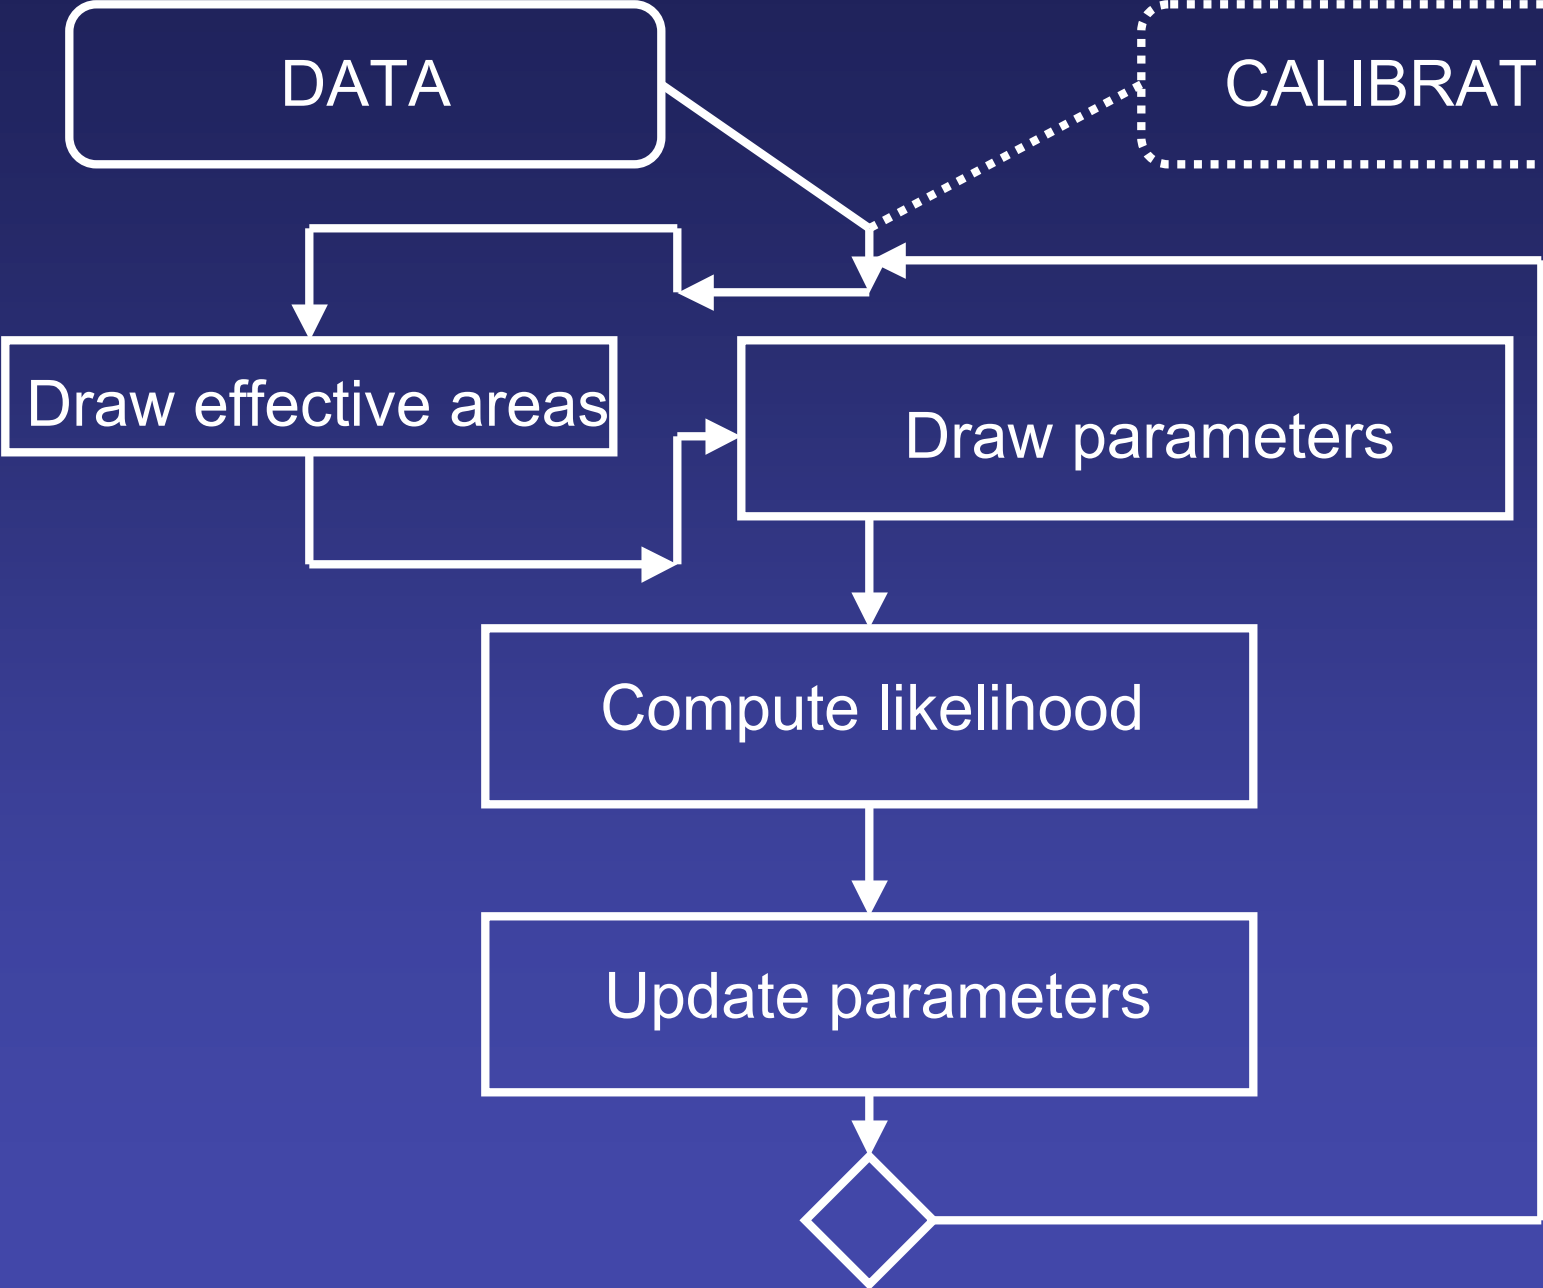 DATA
CALIBRAT
Draw effective areas
Draw parameters
Compute likelihood
Update parameters